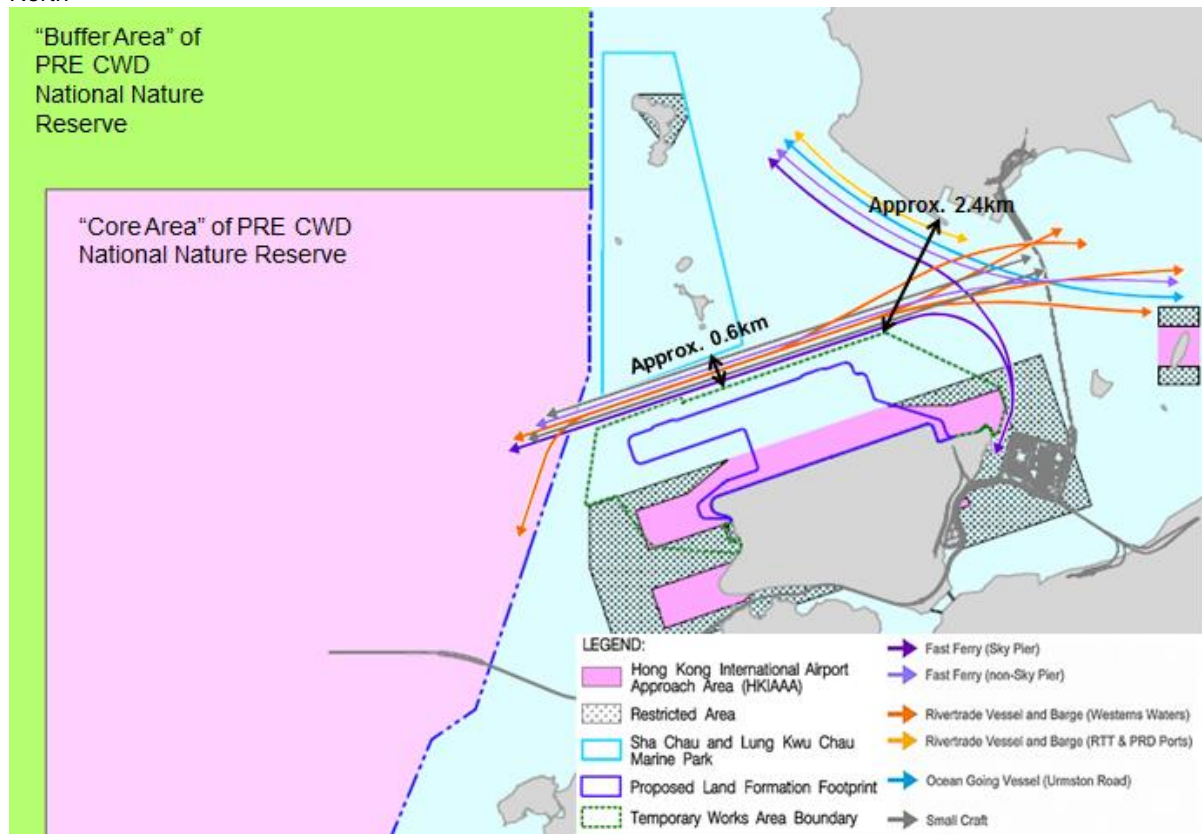 North
“Buffer Area” of
PRE CWD
National Nature
Reserve
“Core Area” of PRE CWD
National Nature Reserve
Approx. 2.4km
Approx. 0.6km
LEGEND:
Hong Kong International Airport
Approach Area (HKIAAA)
Restricted Area
Sha Chau and Lung Kwu Chau
Marine Park
Proposed Land Formation Footprint
Temporary Works Area Boundary
Fast Ferry (Sky Pier)
Fast Ferry (non-Sky Pier)
Rivertrade Vessel and Barge (Westerns Waters)
Rivertrade Vessel and Barge (RTT & PRD Ports)
Ocean Going Vessel (Urmston Road)
Small Craft